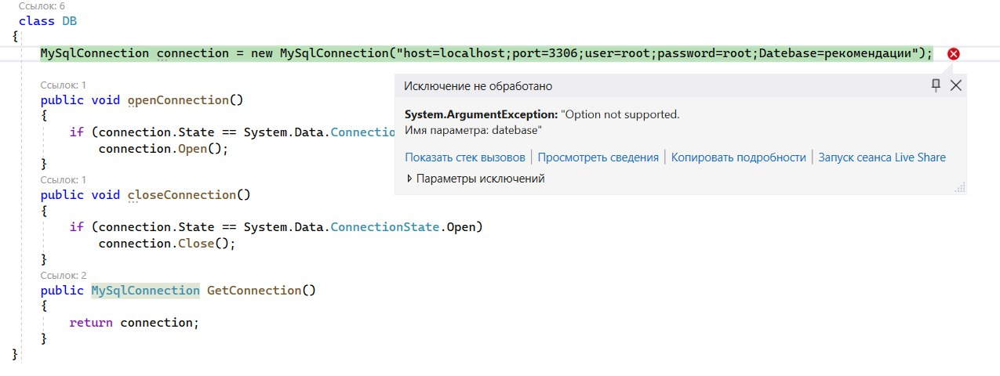 Ссылок: 6
class DB
{
MySqlConnection connection = new MySqlConnection("host=localhost;port=3306;user=root;password=root;Datebase=рекомендации");
Ссылок: 1
public void openConnection()
{
if (connection.State == System.Data.Connection
connection.Open();
}
Ссылок: 1
public void closeConnection()
{
if (connection.State == System.Data.ConnectionState.Open)
connection.Close();
}
Ссылок: 2
public MySqlConnection GetConnection()
{
return connection;
}
}
Исключение не обработано
System.ArgumentException: "Option not supported.
Имя параметра: datebase"
Показать стек вызовов | Просмотреть сведения | Копировать подробности | Запуск сеанса Live Share
Параметры исключений